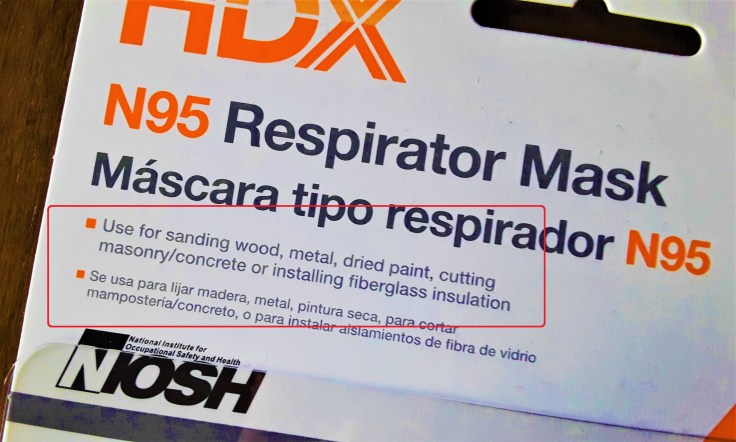 HDX
N95 Respirator Mask
Máscara tipo respirador N95
Use for sanding wood, metal, dried paint, cutting
masonry/concrete or installing fiberglass insulation
Se usa para lijar madera, metal, pintura seca, para cortar
mampostería/concreto, o para instalar aislamientos de fibra de vidrio
National Institute for
Occupational Safety and Health
NIOSH